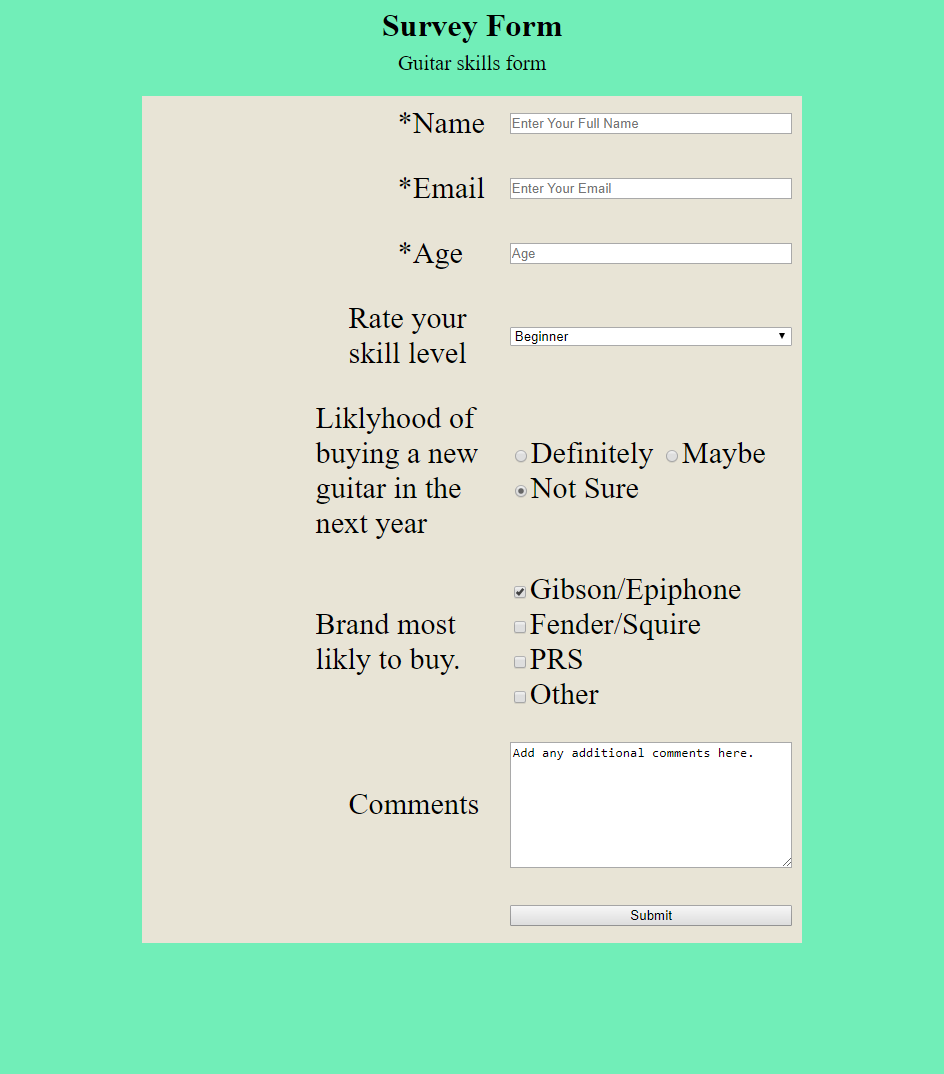 Survey Form
Guitar skills form
*Name
Enter Your Full Name
*Email
Enter Your Email
*Age
Age
Rate your
skill level
Beginner
Liklyhood of
buying a new
guitar in the
next year
Definitely Maybe
Not Sure
Brand most
likly to buy.
Gibson/Epiphone
Fender/Squire
PRS
Other
Comments
Add any additional comments here.
Submit